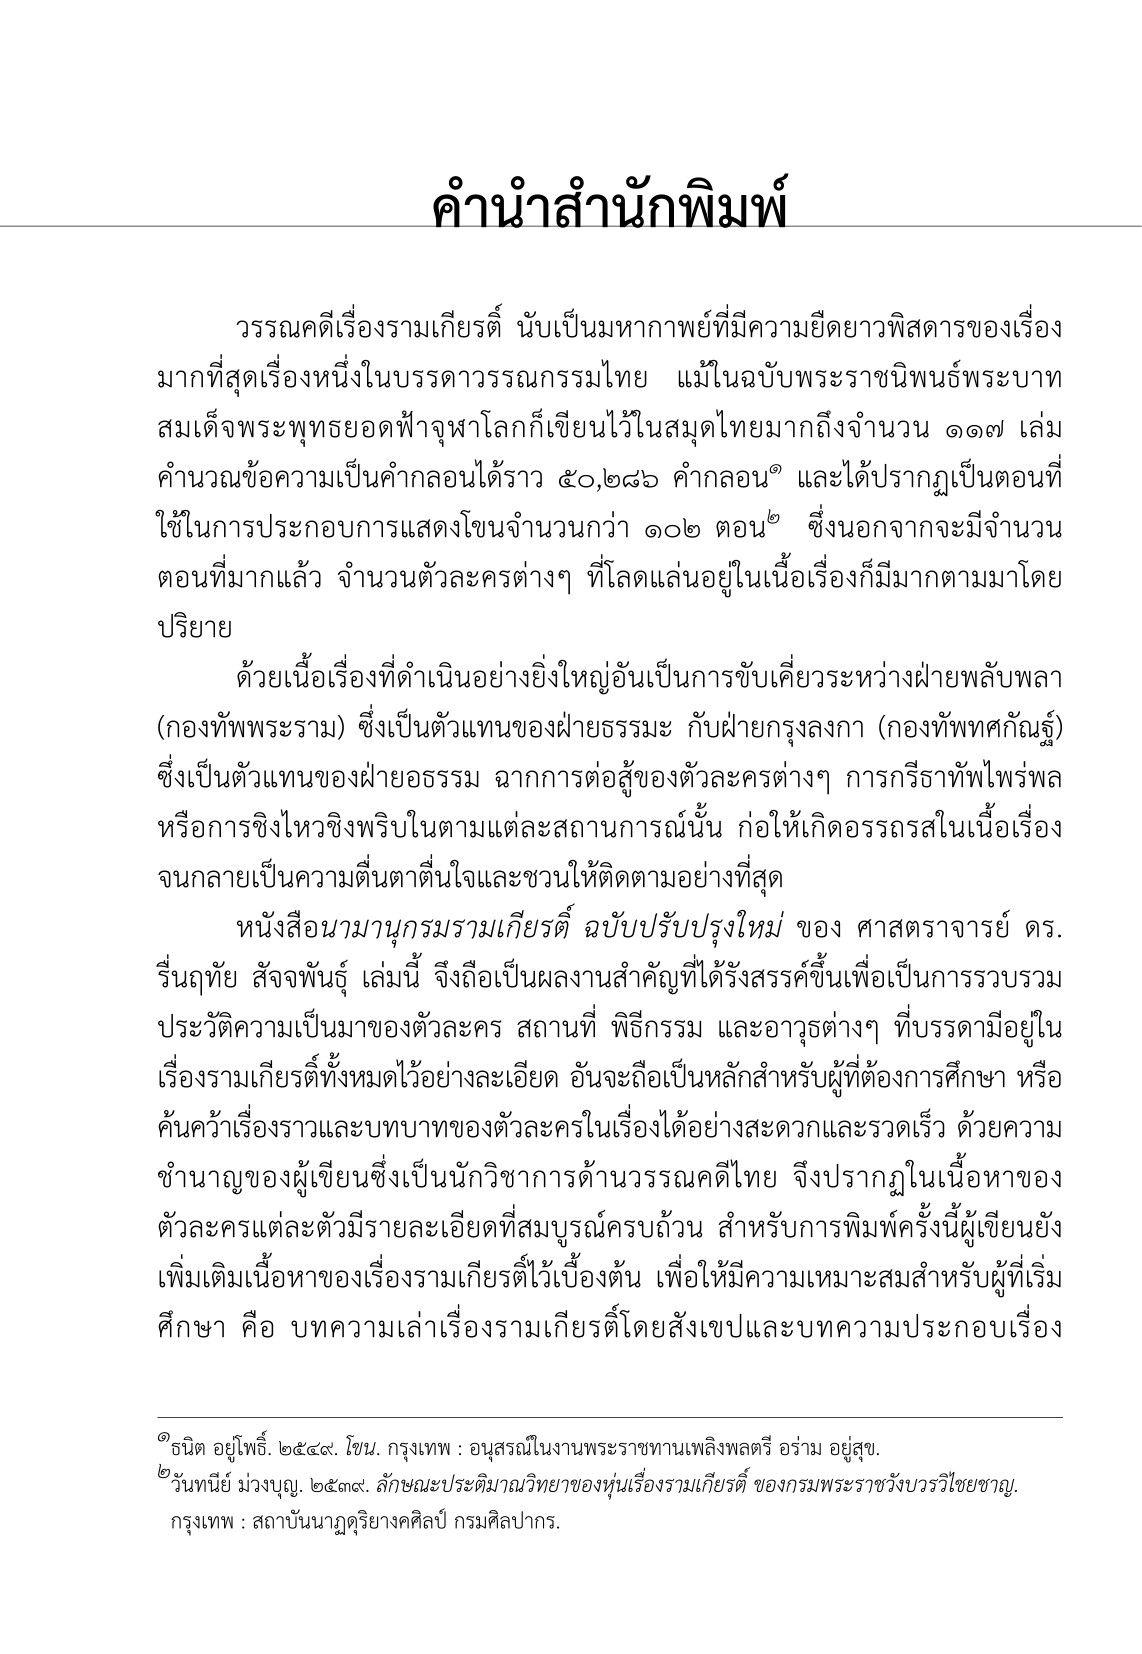 คำนำสำนักพิมพ์
วรรณคดีเรื่องรามเกียรติ์ นับเป็นมหากาพย์ที่มีความยืดยาวพิสดารของเรื่อง
มากที่สุดเรื่องหนึ่งในบรรดาวรรณกรรมไทย แม้ในฉบับพระราชนิพนธ์พระบาท
สมเด็จพระพุทธยอดฟ้าจุฬาโลกก็เขียนไว้ในสมุดไทยมากถึงจำนวน ๑๑๗ เล่ม
คำนวณข้อความเป็นคำกลอนได้ราว ๕๐,๒๘๖ คำกลอน๑ และได้ปรากฏเป็นตอนที่
ใช้ในการประกอบการแสดงโขนจำนวนกว่า ๑๐๒ ตอน๒ ซึ่งนอกจากจะมีจำนวน
ตอนที่มากแล้ว จำนวนตัวละครต่างๆ ที่โลดแล่นอยู่ในเนื้อเรื่องก็มีมากตามมาโดย
ปริยาย
ด้วยเนื้อเรื่องที่ดำเนินอย่างยิ่งใหญ่อันเป็นการขับเคี่ยวระหว่างฝ่ายพลับพลา
(กองทัพพระราม) ซึ่งเป็นตัวแทนของฝ่ายธรรมะ กับฝ่ายกรุงลงกา (กองทัพทศกัณฐ์)
ซึ่งเป็นตัวแทนของฝ่ายอธรรม ฉากการต่อสู้ของตัวละครต่างๆ การกรีธาทัพไพร่พล
หรือการชิงไหวชิงพริบในตามแต่ละสถานการณ์นั้น ก่อให้เกิดอรรถรสในเนื้อเรื่อง
จนกลายเป็นความตื่นตาตื่นใจและชวนให้ติดตามอย่างที่สุด
หนังสือนามานุกรมรามเกียรติ์ ฉบับปรับปรุงใหม่ ของ ศาสตราจารย์ ดร.
รื่นฤทัย สัจจพันธุ์ เล่มนี้ จึงถือเป็นผลงานสำคัญที่ได้รังสรรค์ขึ้นเพื่อเป็นการรวบรวม
ประวัติความเป็นมาของตัวละคร สถานที่ พิธีกรรม และอาวุธต่างๆ ที่บรรดามีอยู่ใน
เรื่องรามเกียรติ์ทั้งหมดไว้อย่างละเอียด อันจะถือเป็นหลักสำหรับผู้ที่ต้องการศึกษา หรือ
ค้นคว้าเรื่องราวและบทบาทของตัวละครในเรื่องได้อย่างสะดวกและรวดเร็ว ด้วยความ
ชำนาญของผู้เขียนซึ่งเป็นนักวิชาการด้านวรรณคดีไทย จึงปรากฏในเนื้อหาของ
ตัวละครแต่ละตัวมีรายละเอียดที่สมบูรณ์ครบถ้วน สำหรับการพิมพ์ครั้งนี้ผู้เขียนยัง
เพิ่มเติมเนื้อหาของเรื่องรามเกียรติ์ไว้เบื้องต้น เพื่อให้มีความเหมาะสมสำหรับผู้ที่เริ่ม
ศึกษา คือ บทความเล่าเรื่องรามเกียรติ์โดยสังเขปและบทความประกอบเรื่อง
๑ธนิต อยู่โพธิ์. ๒๕๔๙. โขน. กรุงเทพ : อนุสรณ์ในงานพระราชทานเพลิงพลตรี อร่าม อยู่สุข.
๒วันทนีย์ ม่วงบุญ. ๒๕๓๙. ลักษณะประติมาณวิทยาของหุ่นเรื่องรามเกียรติ์ ของกรมพระราชวังบวรวิไชยชาญ.
กรุงเทพ : สถาบันนาฏดุริยางคศิลป์ กรมศิลปากร.